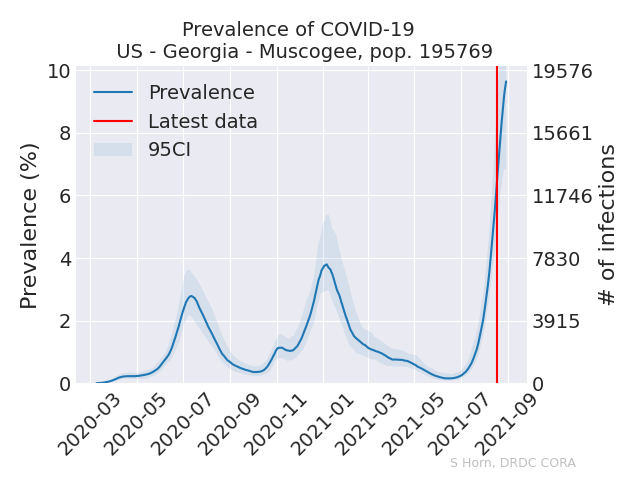 Prevalence of COVID-19
US - Georgia - Muscogee, pop. 195769
Prevalence
Latest data
95CI
Prevalence (%)
10
8
6
4
2
0
19576
15661
11746
7830
3915
0
# of infections
2020-03
2020-05
2020-07
2020-09
2020-11
2021-01
2021-03
2021-05
2021-07
2021-09
S Horn, DRDC CORA